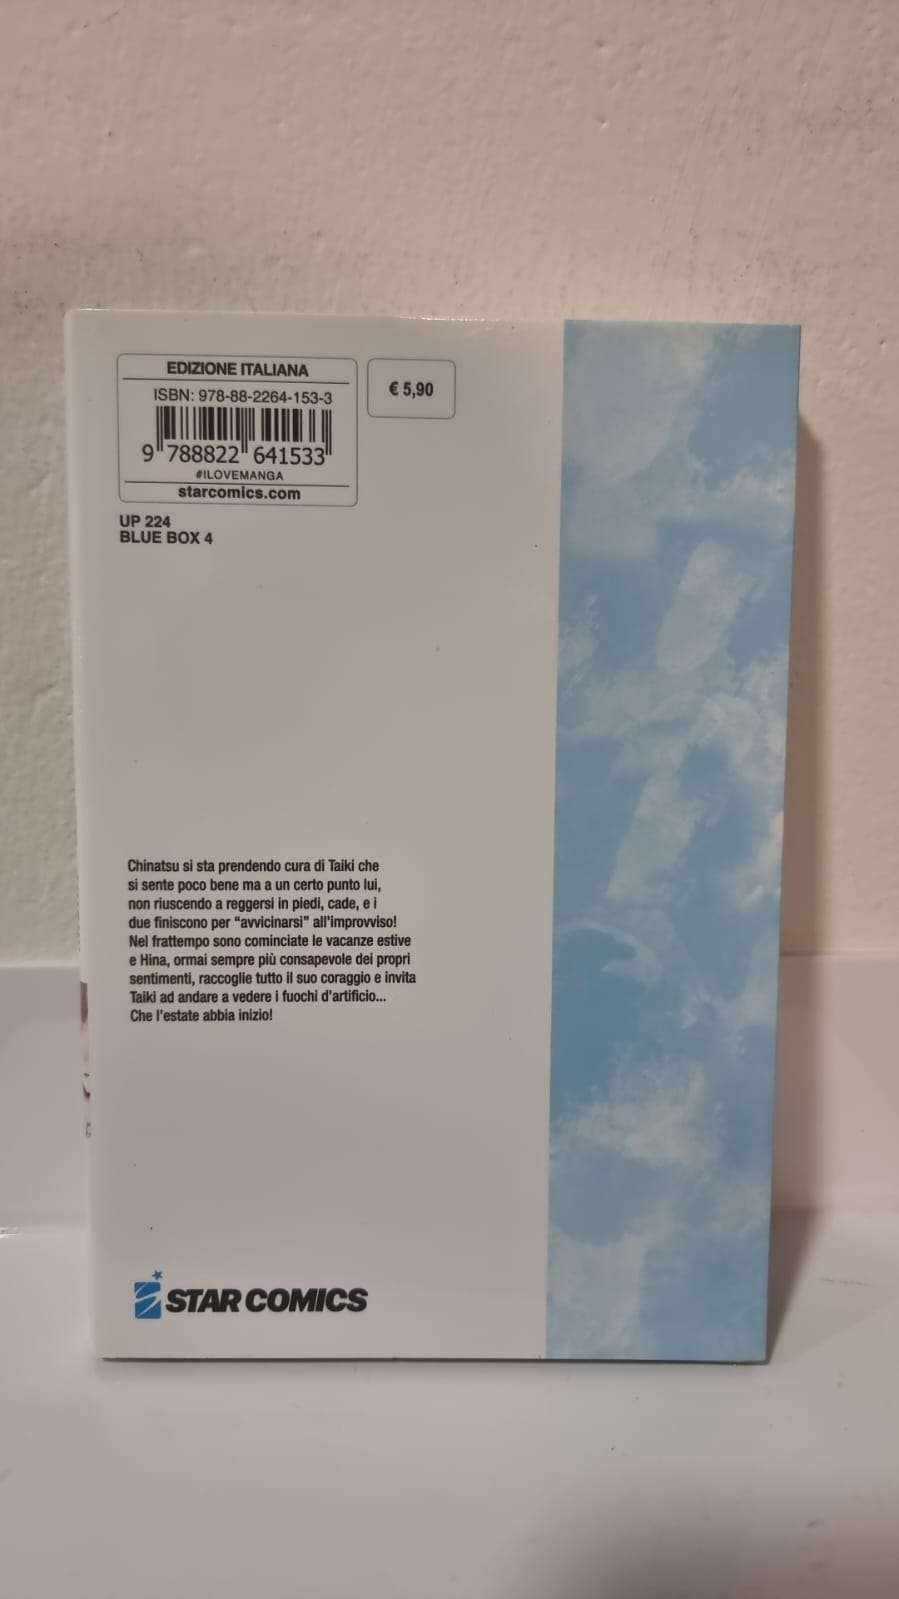 EDIZIONE ITALIANA
ISBN: 978-88-2264-153-3
9 788822 641533
#ILOVEMANGA
starcomics.com
€ 5,90
UP 224
BLUE BOX 4
Chinatsu si sta prendendo cura di Taiki che
si sente poco bene ma a un certo punto lui,
non riuscendo a reggersi in piedi, cade, e i
due finiscono per "avvicinarsi" all'improvviso!
Nel frattempo sono cominciate le vacanze estive
e Hina, ormai sempre più consapevole dei propri
sentimenti, raccoglie tutto il suo coraggio e invita
Taiki ad andare a vedere i fuochi d'artificio...
Che l'estate abbia inizio!
STAR COMICS